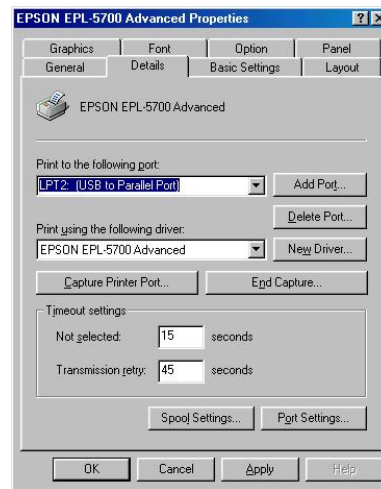 EPSON EPL-5700 Advanced Properties
Graphics Font Option Panel
General Details Basic Settings Layout
EPSON EPL-5700 Advanced
Print to the following port:
LPT2: (USB to Parallel Port) Add Port...
Delete Port...
Print using the following driver:
EPSON EPL-5700 Advanced New Driver...
Capture Printer Port... End Capture...
Timeout settings
Not selected: 15 seconds
Transmission retry: 45 seconds
Spool Settings... Port Settings...
OK Cancel Apply Help